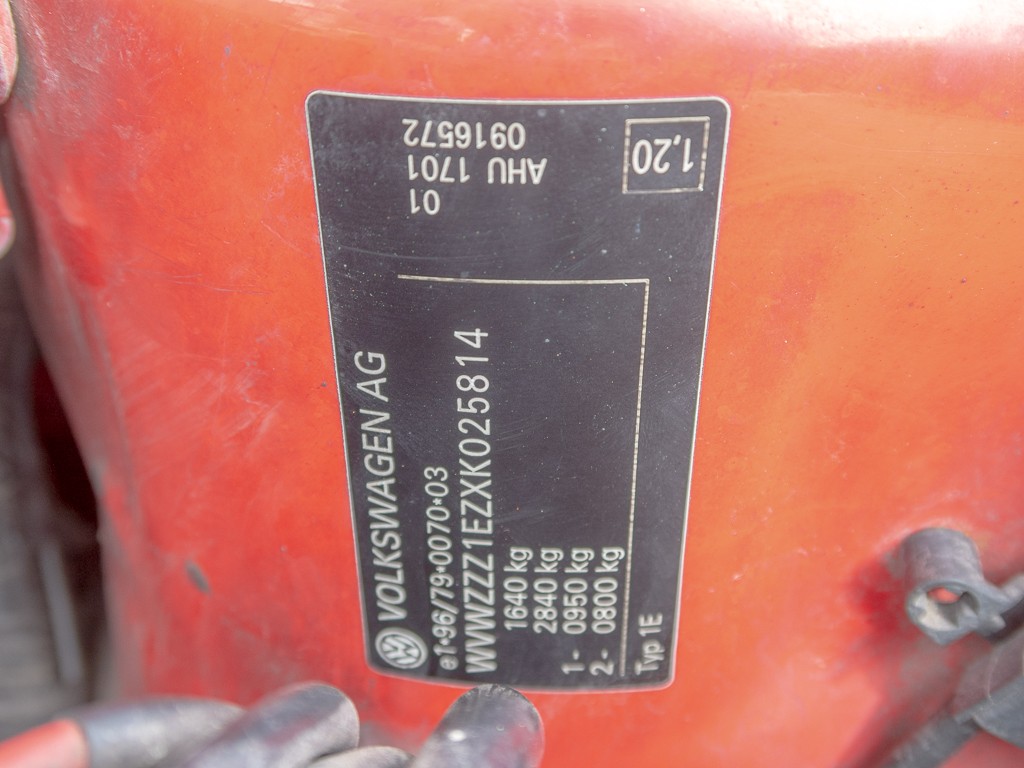 VOLKSWAGEN AG
e1*96/79*0070*03
WVWZZZ1EZXK025814
1640 kg
2840 kg
1- 0950 kg
2- 0800 kg
Typ 1E
01
AHU 1701
0916572
1,20